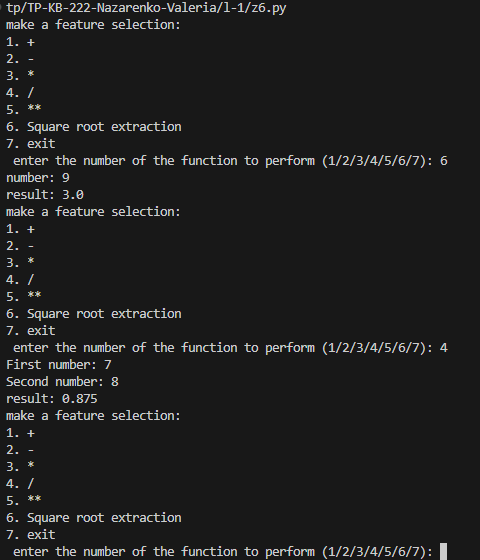 tp/TP-KB-222-Nazarenko-Valeria/l-1/z6.py
make a feature selection:
1. +
2. -
3. *
4. /
5. **
6. Square root extraction
7. exit
 enter the number of the function to perform (1/2/3/4/5/6/7): 6
number: 9
result: 3.0
make a feature selection:
1. +
2. -
3. *
4. /
5. **
6. Square root extraction
7. exit
 enter the number of the function to perform (1/2/3/4/5/6/7): 4
First number: 7
Second number: 8
result: 0.875
make a feature selection:
1. +
2. -
3. *
4. /
5. **
6. Square root extraction
7. exit
 enter the number of the function to perform (1/2/3/4/5/6/7):